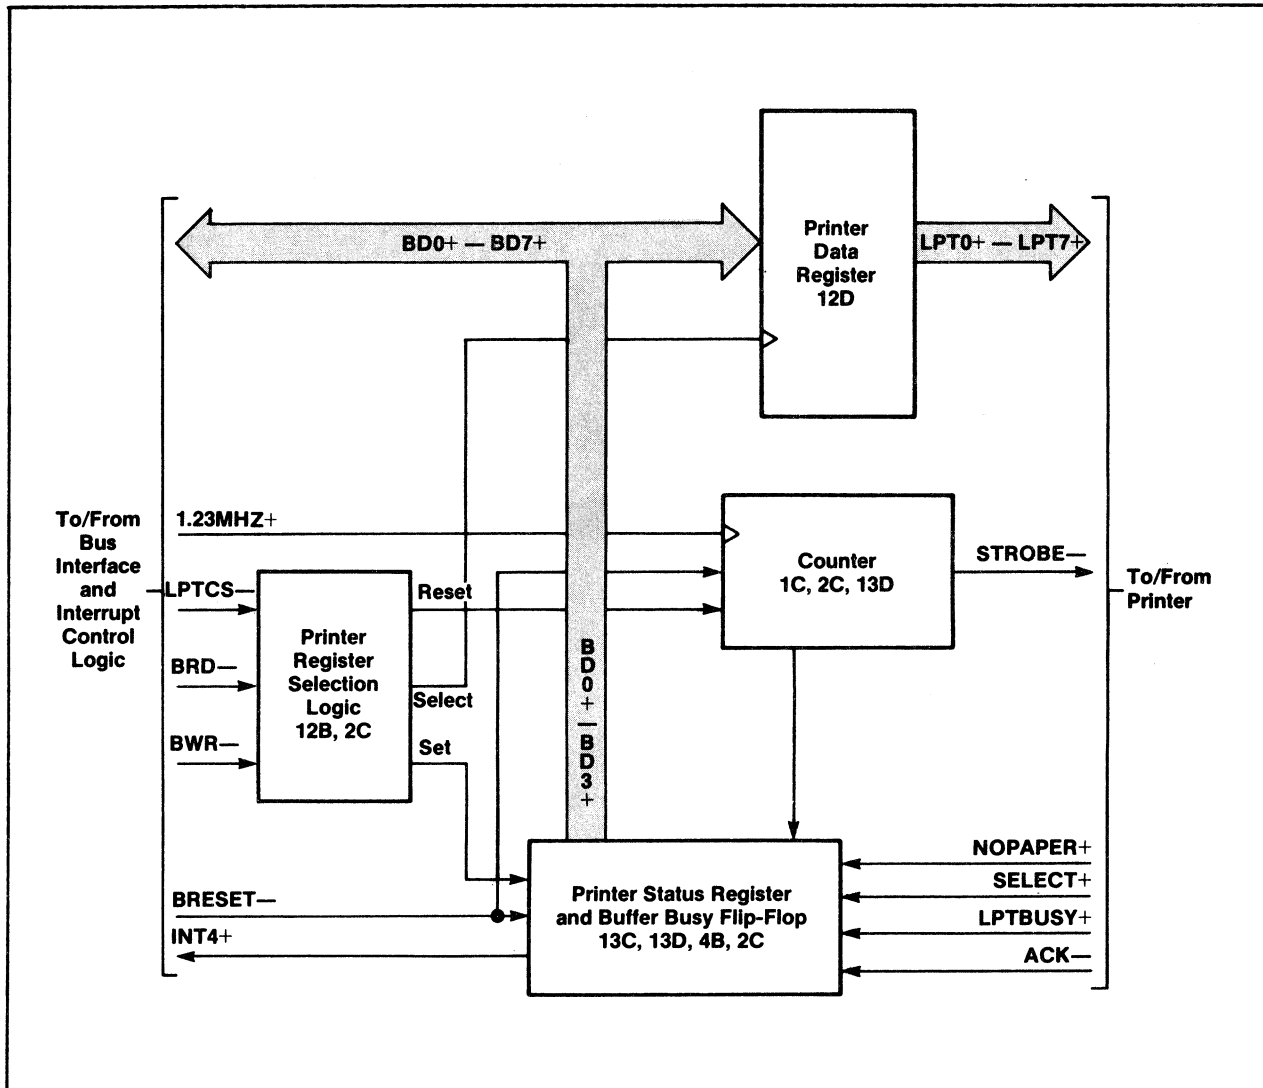 BD0+ — BD7+
Printer
Data
Register
12D
LPT0+ — LPT7+
To/From
Bus
Interface
and
Interrupt
Control
Logic
1.23MHZ+
LPTCS—
BRD—
BWR—
Printer
Register
Selection
Logic
12B, 2C
Reset
Select
Set
BD0+ — BD3+
Counter
1C, 2C, 13D
STROBE—
To/From
Printer
BRESET—
INT4+
Printer Status Register
and Buffer Busy Flip-Flop
13C, 13D, 4B, 2C
NOPAPER+
SELECT+
LPTBUSY+
ACK—